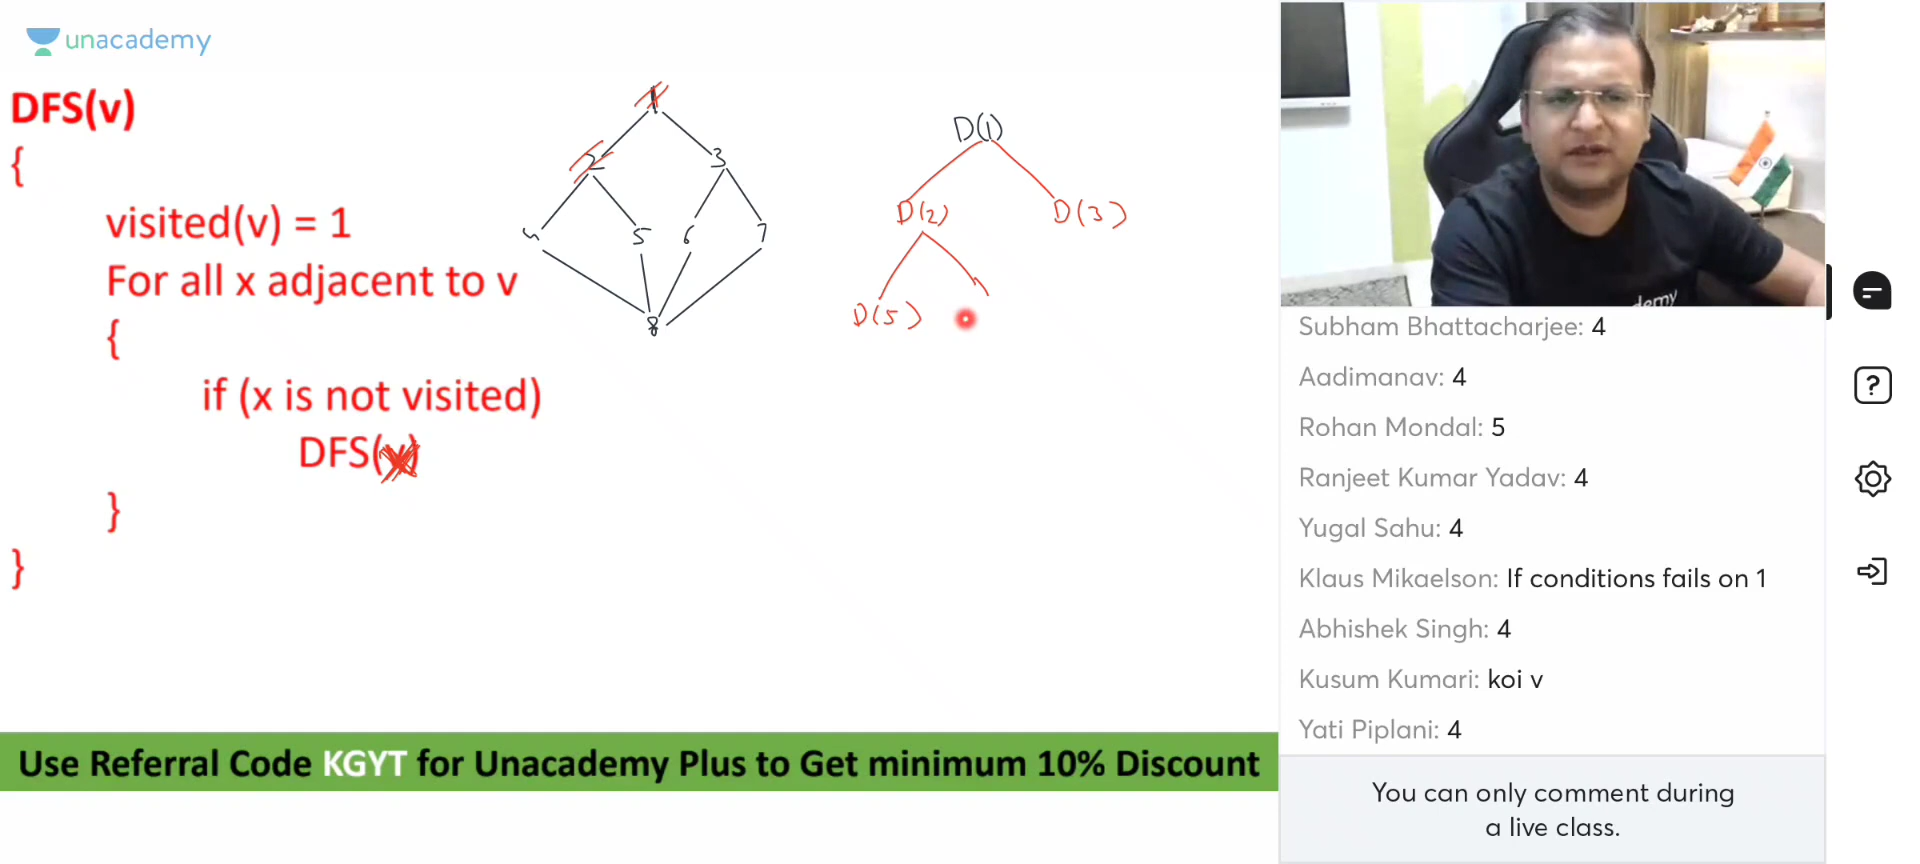 unacademy
DFS(v)
{
visited(v) = 1
For all x adjacent to v
{
if (x is not visited)
DFS(
}
}
1
2
3
4
5
6
7
8
D(1)
D(2)
D(3)
D(5)
Use Referral Code KGYT for Unacademy Plus to Get minimum 10% Discount
emy
Subham Bhattacharjee: 4
Aadimanav: 4
Rohan Mondal: 5
Ranjeet Kumar Yadav: 4
Yugal Sahu: 4
Klaus Mikaelson: If conditions fails on 1
Abhishek Singh: 4
Kusum Kumari: koi v
Yati Piplani: 4
You can only comment during
a live class.
?